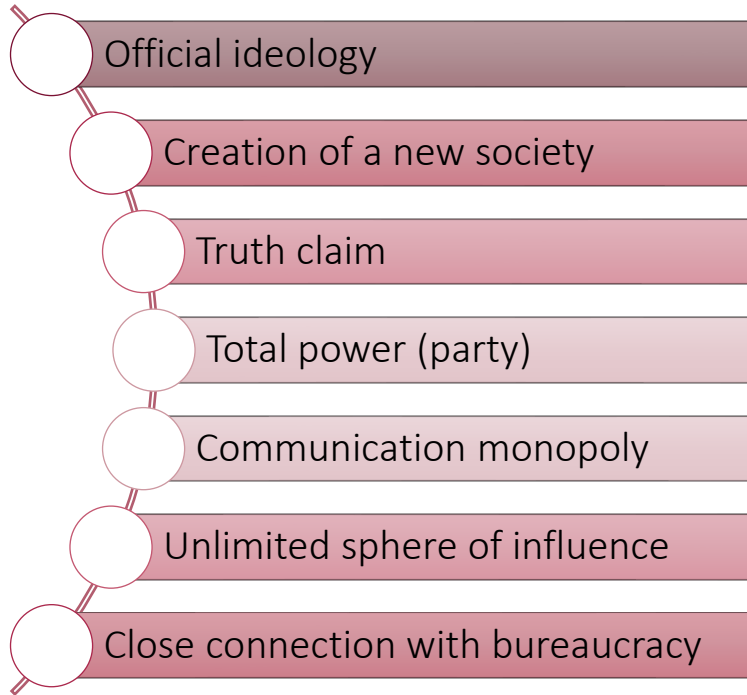 Official ideology
Creation of a new society
Truth claim
Total power (party)
Communication monopoly
Unlimited sphere of influence
Close connection with bureaucracy